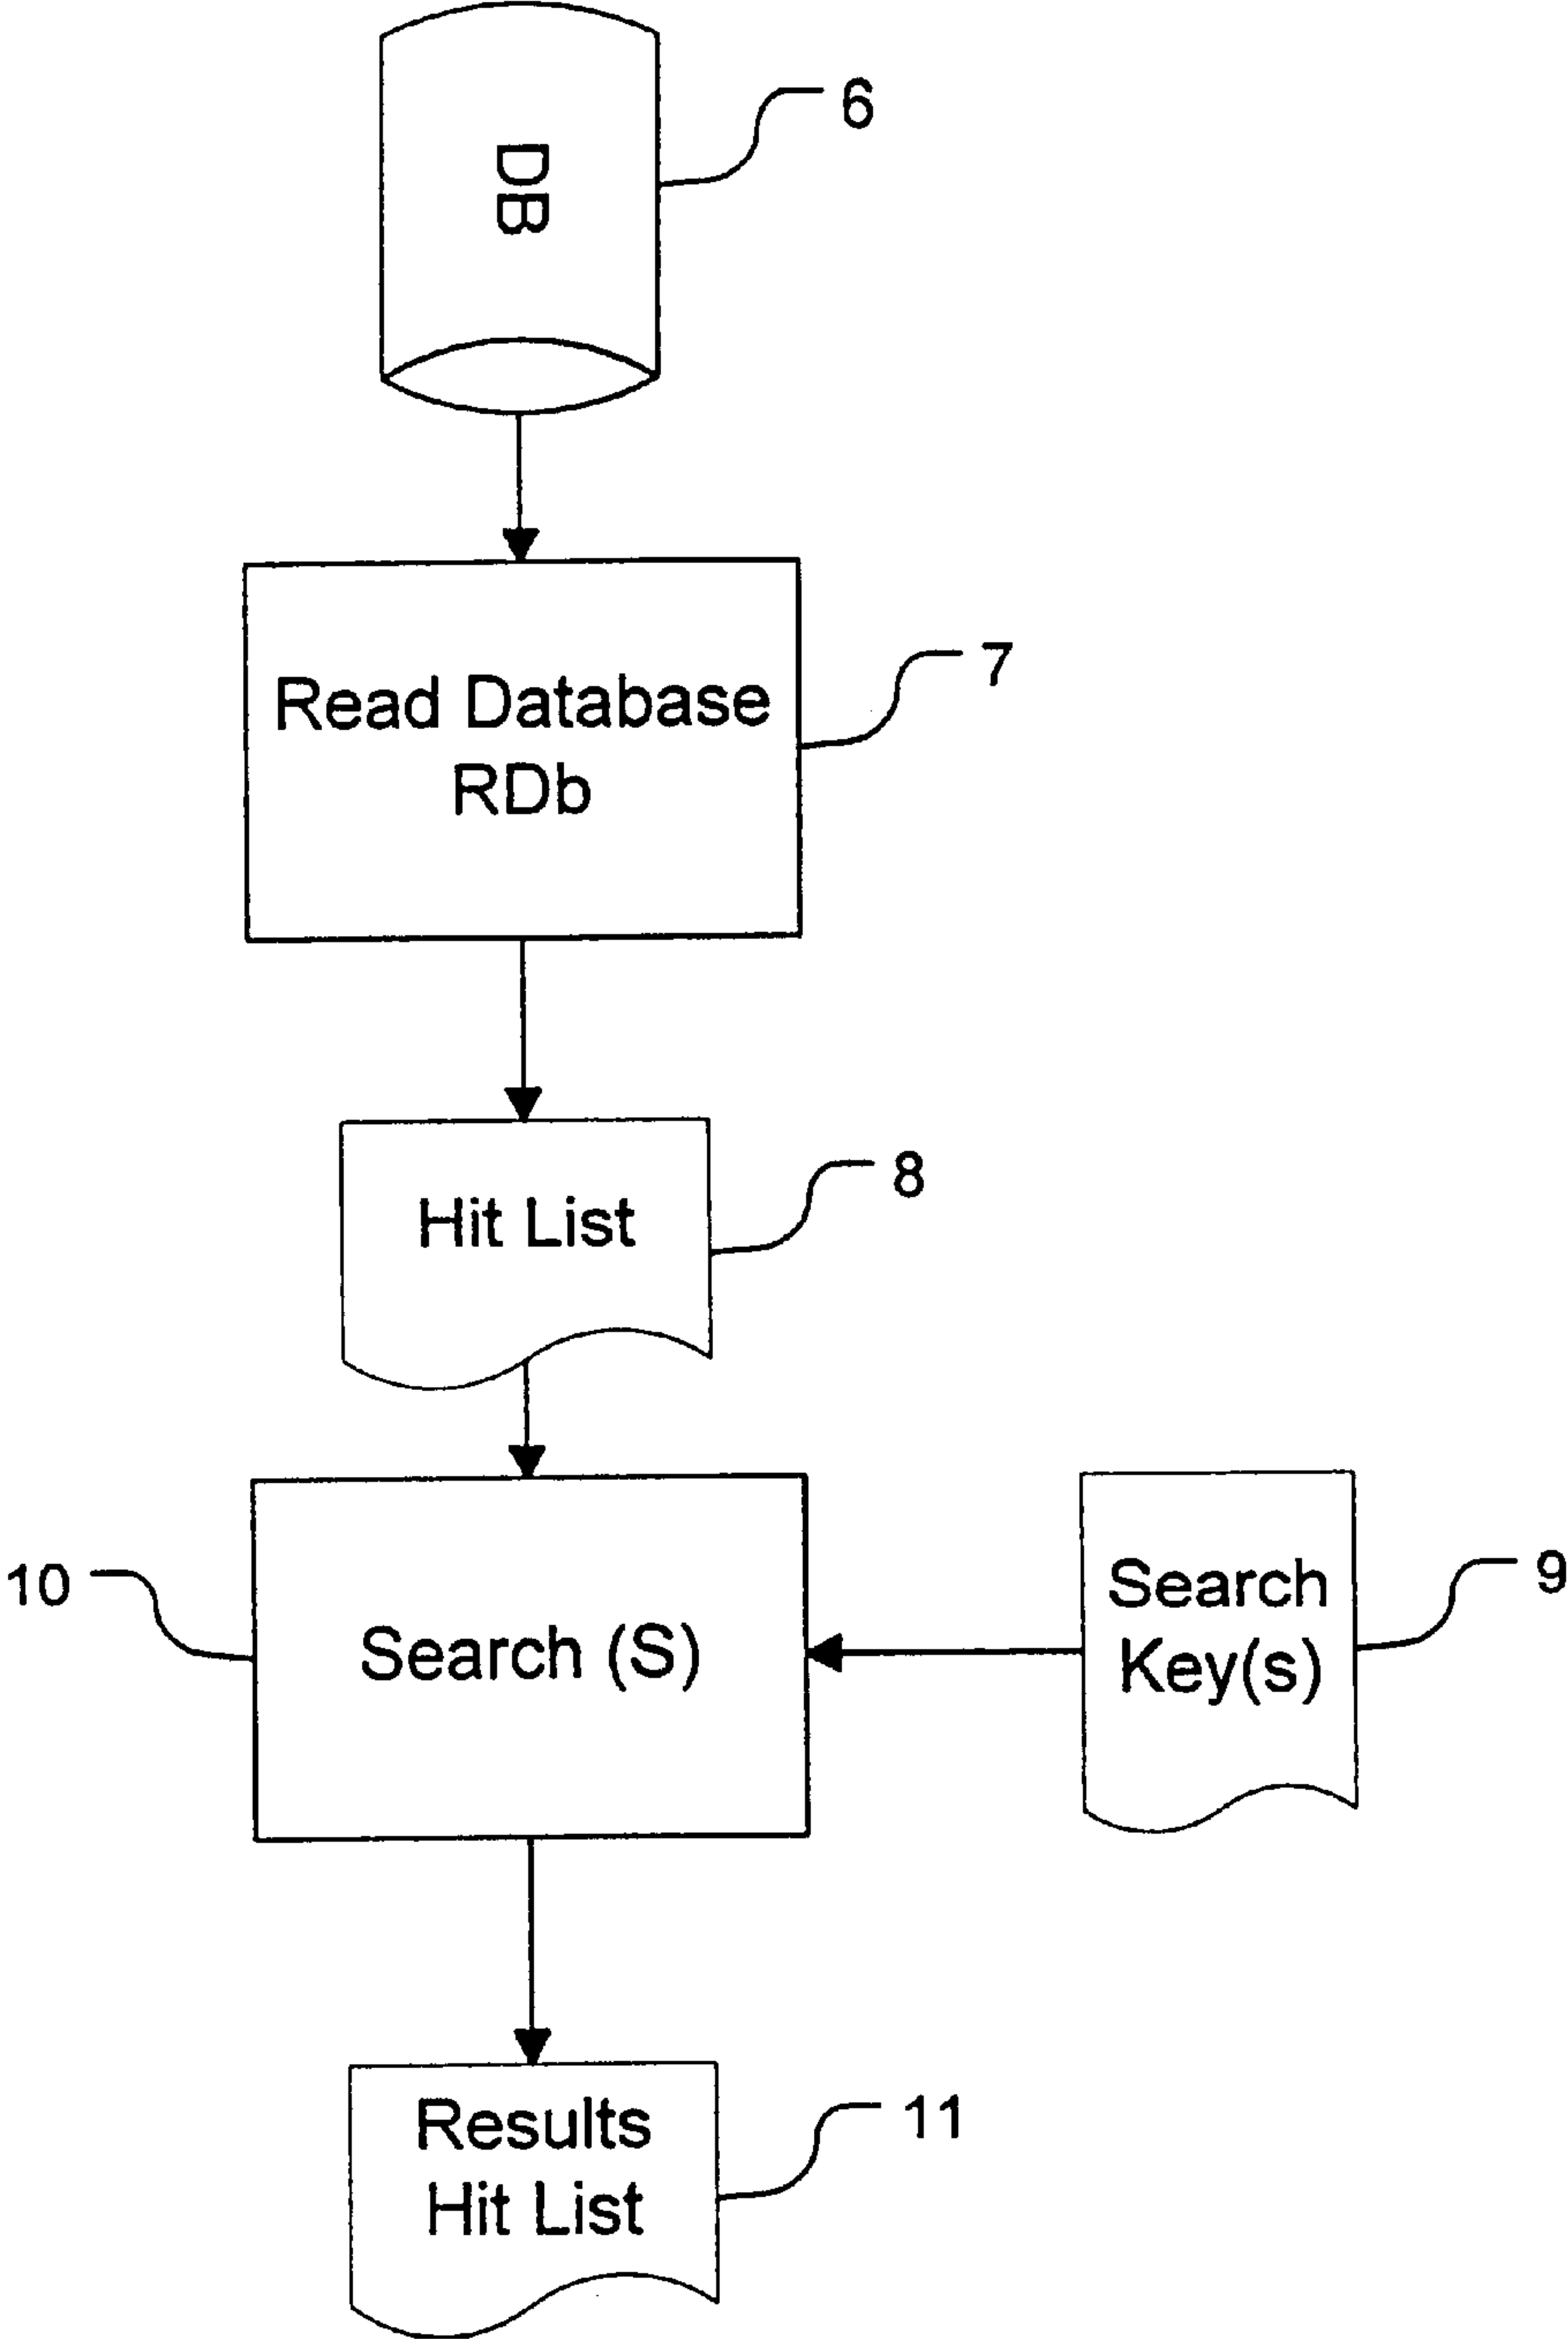 DB
6
Read Database
RDb
7
Hit List
8
10
Search (S)
Search
Key(s)
9
Results
Hit List
11